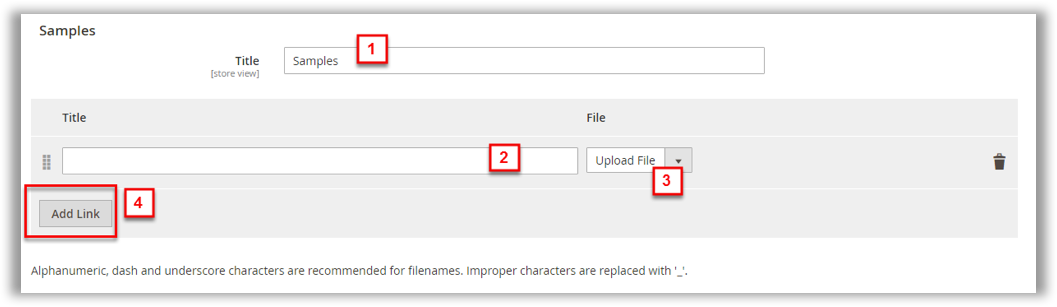 Samples
Title Samples 1
[store view]
Title File
2 Upload File
3
Add Link 4
Alphanumeric, dash and underscore characters are recommended for filenames. Improper characters are replaced with '_'.